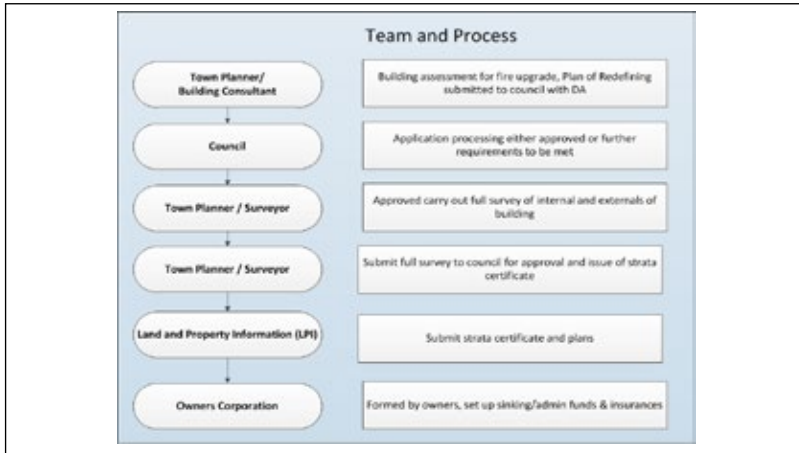 Team and Process
Town Planner/
Building Consultant
Building assessment for fire upgrade, Plan of Redefining
submitted to council with DA
Council
Application processing either approved or further
requirements to be met
Town Planner / Surveyor
Approved carry out full survey of internal and externals of
building
Town Planner / Surveyor
Submit full survey to council for approval and issue of strata
certificate
Land and Property Information (LPI)
Submit strata certificate and plans
Owners Corporation
Formed by owners, set up sinking/admin funds & insurances